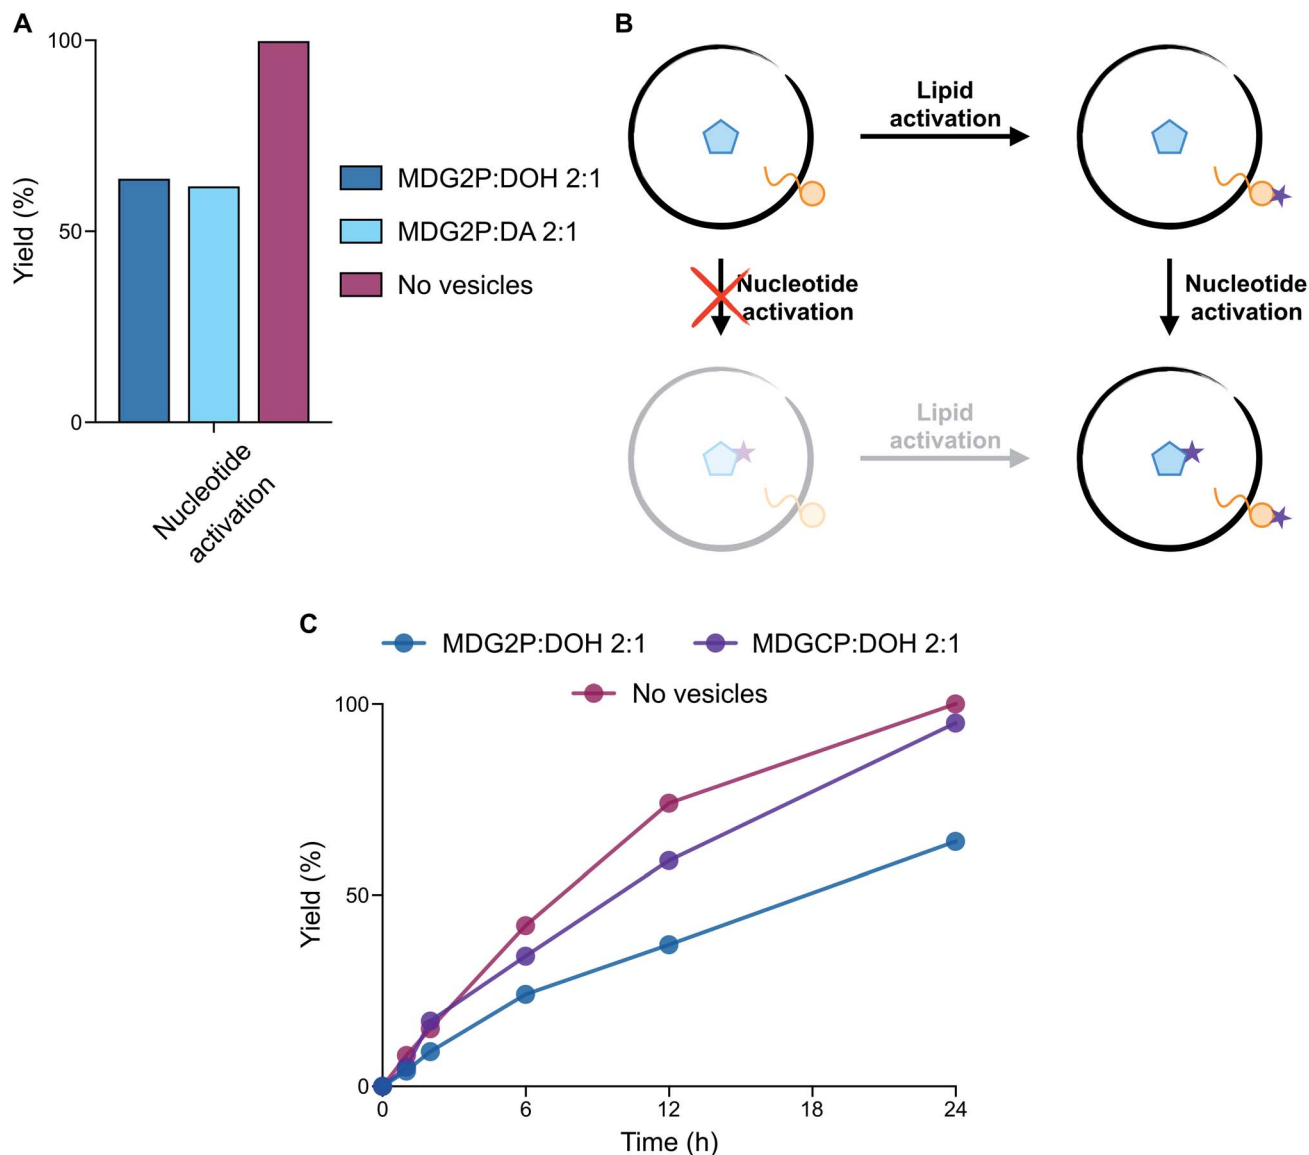 A
100
50
0
Yield (%)
Nucleotide
activation
MDG2P:DOH 2:1
MDG2P:DA 2:1
No vesicles
B
Lipid
activation
Nucleotide
activation
Nucleotide
activation
Lipid
activation
C
MDG2P:DOH 2:1
MDGCP:DOH 2:1
No vesicles
100
50
0
Yield (%)
0
6
12
18
24
Time (h)